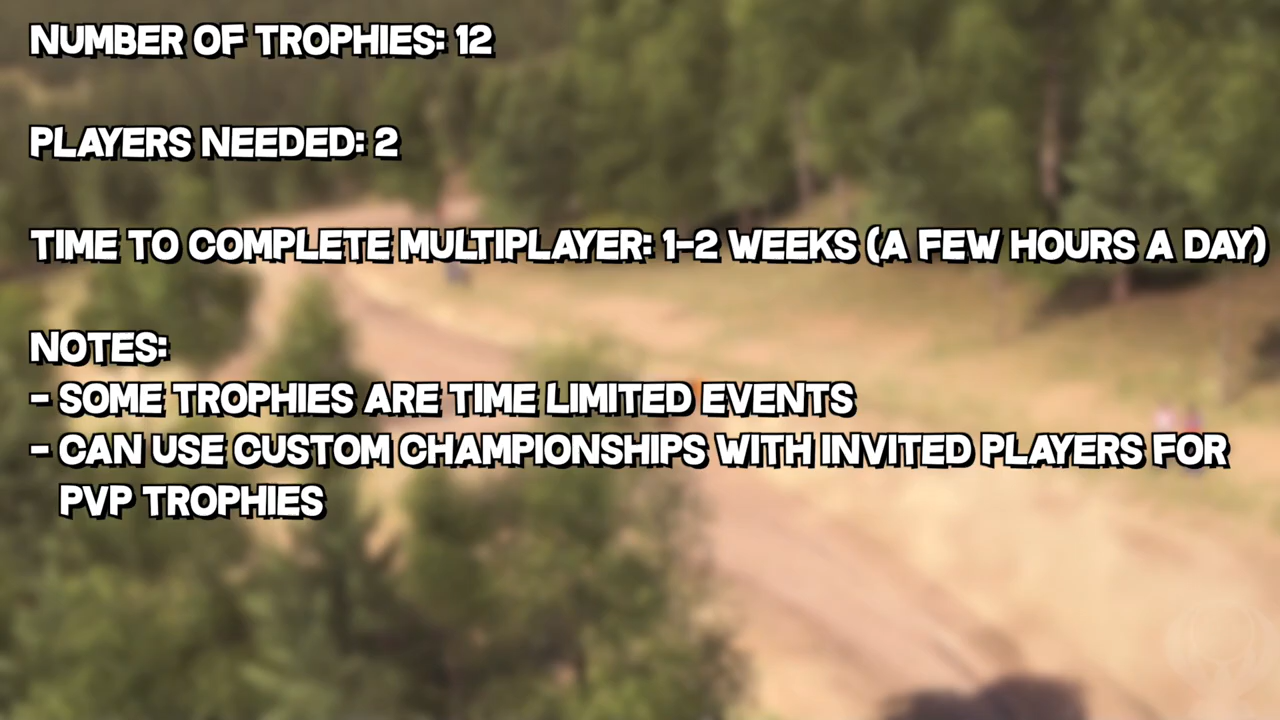 NUMBER OF TROPHIES: 12
PLAYERS NEEDED: 2
TIME TO COMPLETE MULTIPLAYER: 1-2 WEEKS (A FEW HOURS A DAY)
NOTES:
- SOME TROPHIES ARE TIME LIMITED EVENTS
- CAN USE CUSTOM CHAMPIONSHIPS WITH INVITED PLAYERS FOR
PVP TROPHIES